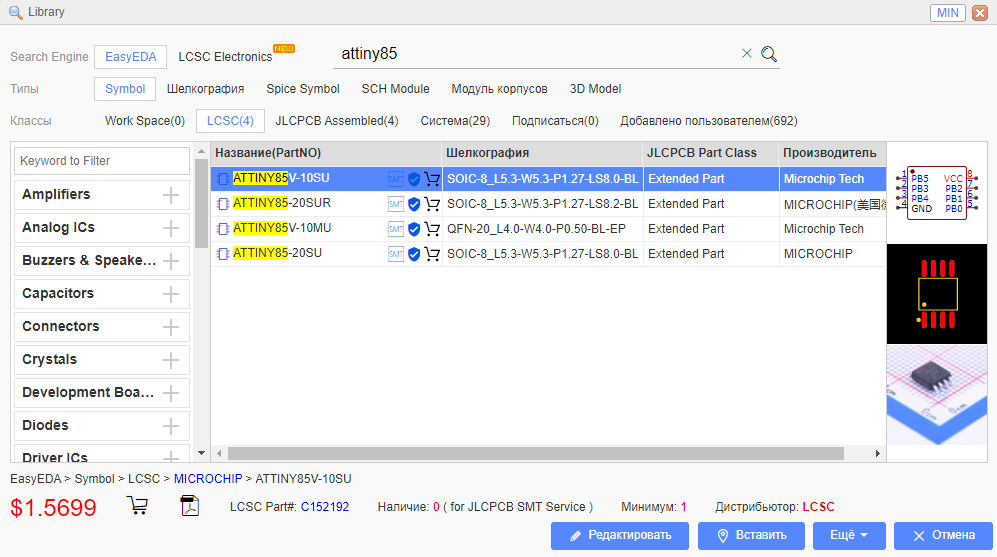 Library MIN
Search Engine EasyEDA LCSC Electronics NEW attiny85
Типы Symbol Шелкография Spice Symbol SCH Module Модуль корпусов 3D Model
Классы Work Space(0) LCSC(4) JLCPCB Assembled(4) Система(29) Подписаться(0) Добавлено пользователем(692)
Keyword to Filter
Amplifiers
Analog ICs
Buzzers & Speake...
Capacitors
Connectors
Crystals
Development Boa...
Diodes
Driver ICs
Название(PartNO) Шелкография JLCPCB Part Class Производитель
ATTINY85V-10SU SMT SOIC-8_L5.3-W5.3-P1.27-LS8.0-BL Extended Part Microchip Tech
ATTINY85-20SUR SMT SOIC-8_L5.3-W5.3-P1.27-LS8.2-BL Extended Part MICROCHIP(美国
ATTINY85V-10MU SMT QFN-20_L4.0-W4.0-P0.50-BL-EP Extended Part Microchip Tech
ATTINY85-20SU SMT SOIC-8_L5.3-W5.3-P1.27-LS8.0-BL Extended Part MICROCHIP
1 PB5 VCC 8
2 PB3 PB2 7
3 PB4 PB1 6
4 GND PB0 5
EasyEDA > Symbol > LCSC > MICROCHIP > ATTINY85V-10SU
$1.5699 LCSC Part#: C152192 Наличие: 0 ( for JLCPCB SMT Service ) Минимум: 1 Дистрибьютор: LCSC
Редактировать Вставить Ещё Отмена